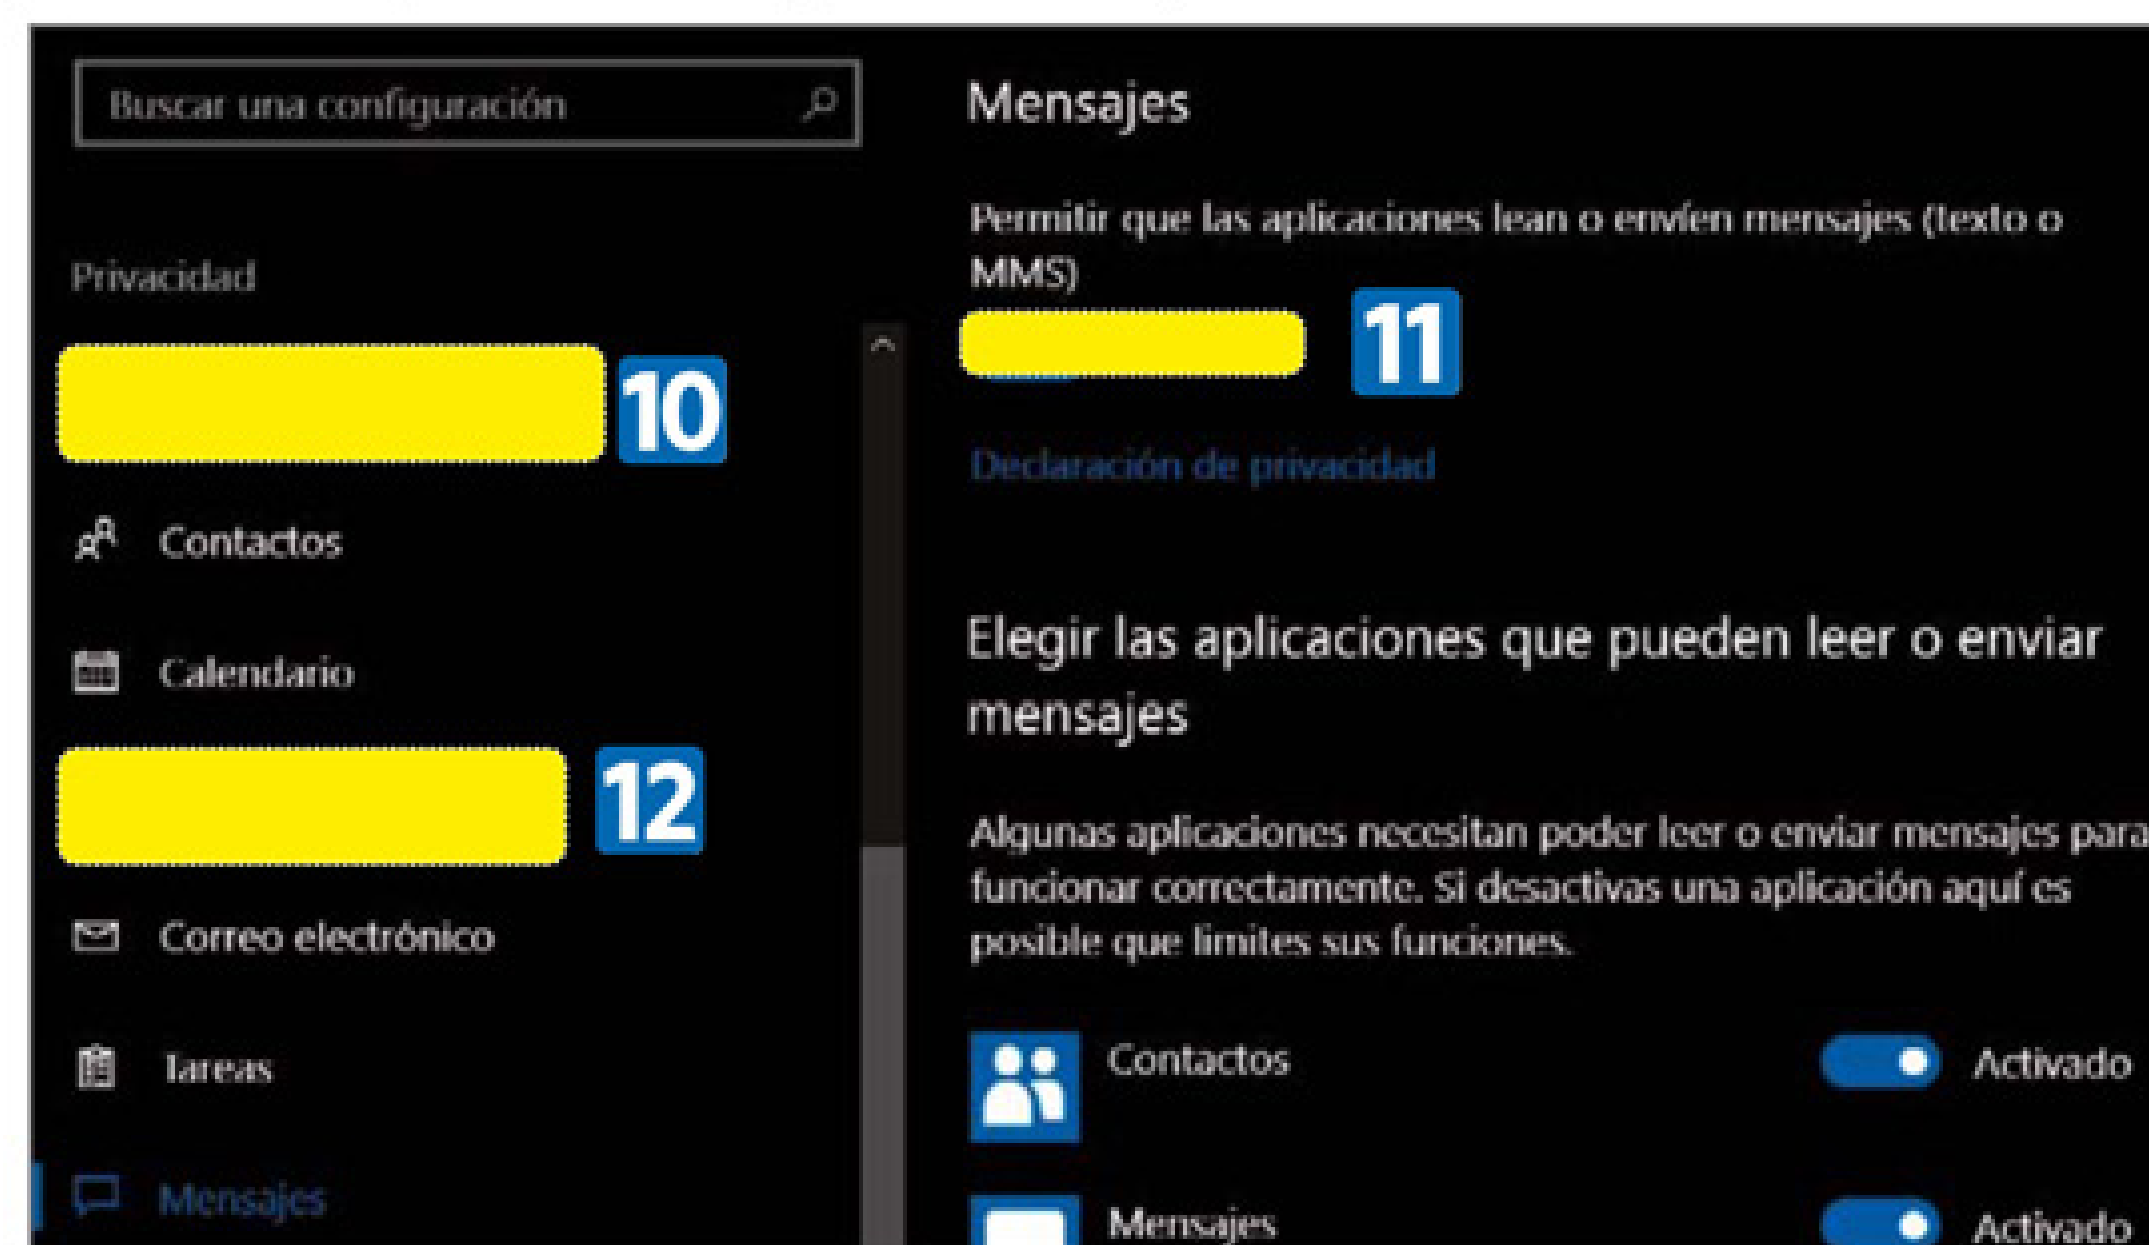 Buscar una configuración
Privacidad
10
Contactos
Calendario
12
Correo electrónico
Tareas
Mensajes
Mensajes
Permitir que las aplicaciones lean o envíen mensajes (texto o
MMS)
11
Declaración de privacidad
Elegir las aplicaciones que pueden leer o enviar
mensajes
Algunas aplicaciones necesitan poder leer o enviar mensajes para
funcionar correctamente. Si desactivas una aplicación aquí es
posible que limites sus funciones.
Contactos Activado
Mensajes Activado